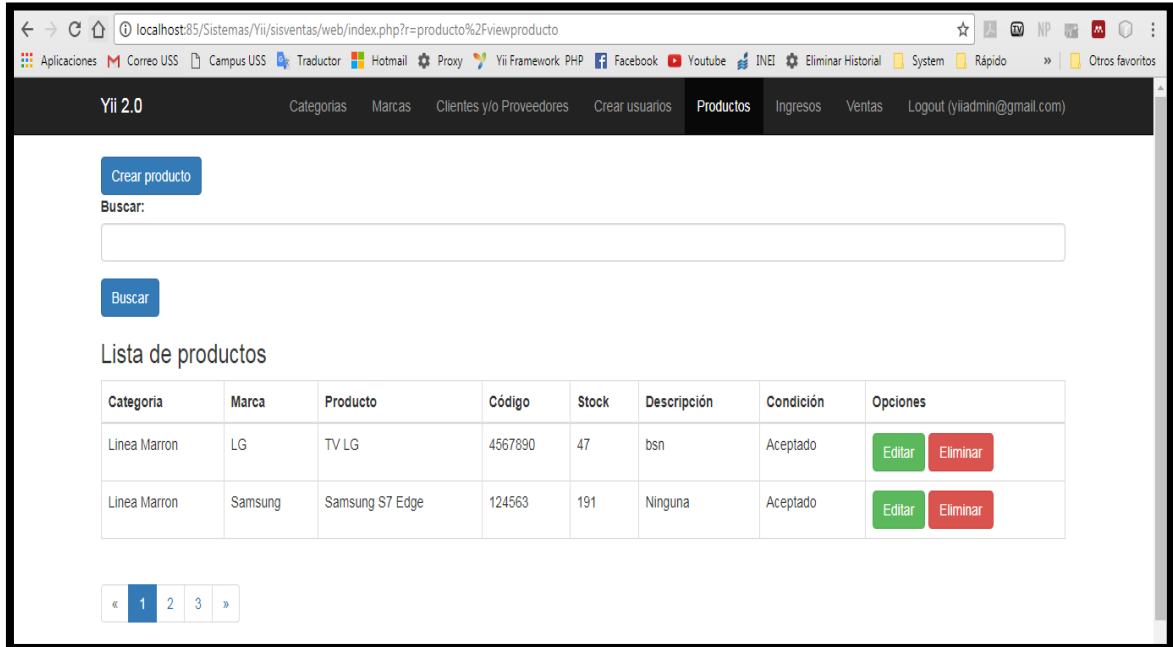 localhost:85/Sistemas/Yii/sisventas/web/index.php?r=producto%2Fviewproducto
NP
Aplicaciones Correo USS Campus USS Traductor Hotmail Proxy Yii Framework PHP Facebook Youtube INEI Eliminar Historial System Rápido » Otros favoritos
Yii 2.0 Categorias Marcas Clientes y/o Proveedores Crear usuarios Productos Ingresos Ventas Logout (yiiadmin@gmail.com)
Crear producto
Buscar:
Buscar
Lista de productos
Categoria Marca Producto Código Stock Descripción Condición Opciones
Linea Marron LG TV LG 4567890 47 bsn Aceptado Editar Eliminar
Linea Marron Samsung Samsung S7 Edge 124563 191 Ninguna Aceptado Editar Eliminar
« 1 2 3 »